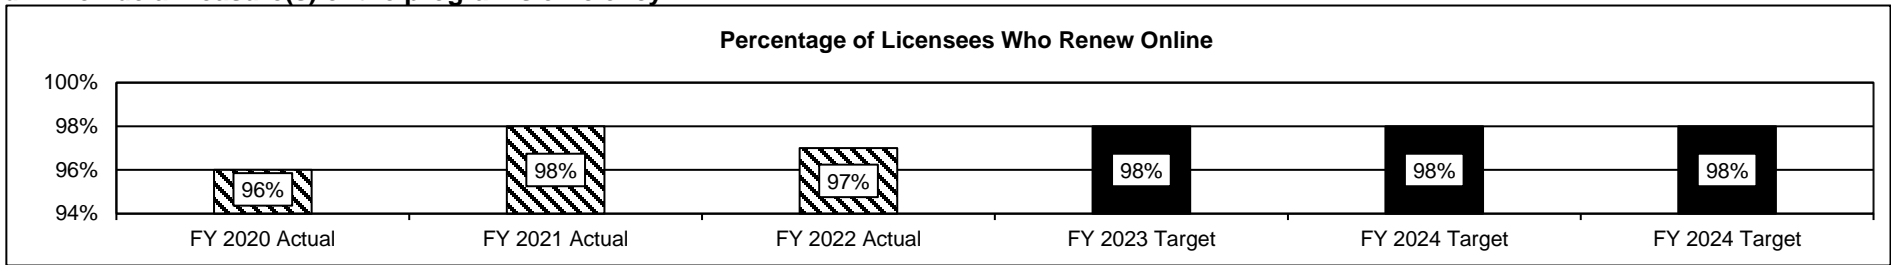 Percentage of Licensees Who Renew Online
100%
98%
96%
94%
96%
98%
97%
98%
98%
98%
FY 2020 Actual
FY 2021 Actual
FY 2022 Actual
FY 2023 Target
FY 2024 Target
FY 2024 Target